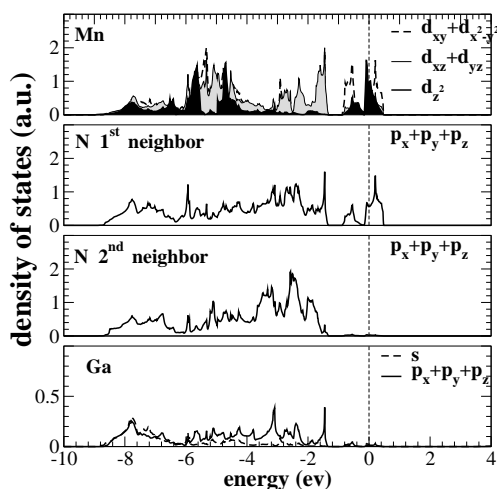 Mn
d_xy+d_x²-y²
d_xz+d_yz
d_z²
2
1
0
N 1st neighbor
p_x+p_y+p_z
2
1
0
N 2nd neighbor
p_x+p_y+p_z
2
1
0
Ga
s
p_x+p_y+p_z
0.5
0
-10 -8 -6 -4 -2 0 2 4
energy (ev)
density of states (a.u.)